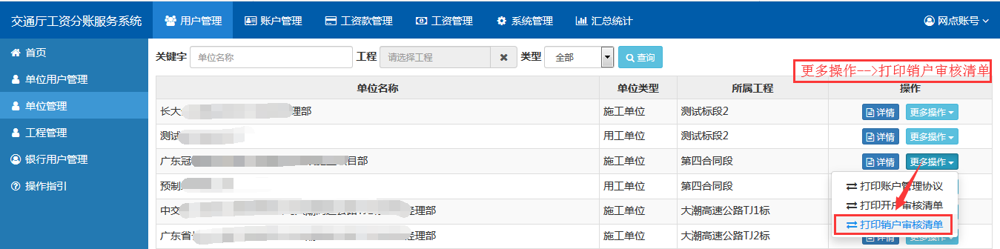 交通厅工资分账服务系统 用户管理 账户管理 工资款管理 工资管理 系统管理 汇总统计 网点账号
首页
单位用户管理
单位管理
工程管理
银行用户管理
操作指引
关键字 单位名称 工程 请选择工程 类型 全部 查询
更多操作-->打印销户审核清单
单位名称 单位类型 所属工程 操作
长大 理部 施工单位 测试标段2 详情 更多操作
测试 用工单位 测试标段2 详情 更多操作
广东冠 目部 施工单位 第四合同段 详情 更多操作
预制 用工单位 第四合同段
中交 经理部 施工单位 大潮高速公路TJ1标
广东省 经理部 施工单位 大潮高速公路TJ2标 详情 更多操作
打印账户管理协议
打印开户审核清单
打印销户审核清单